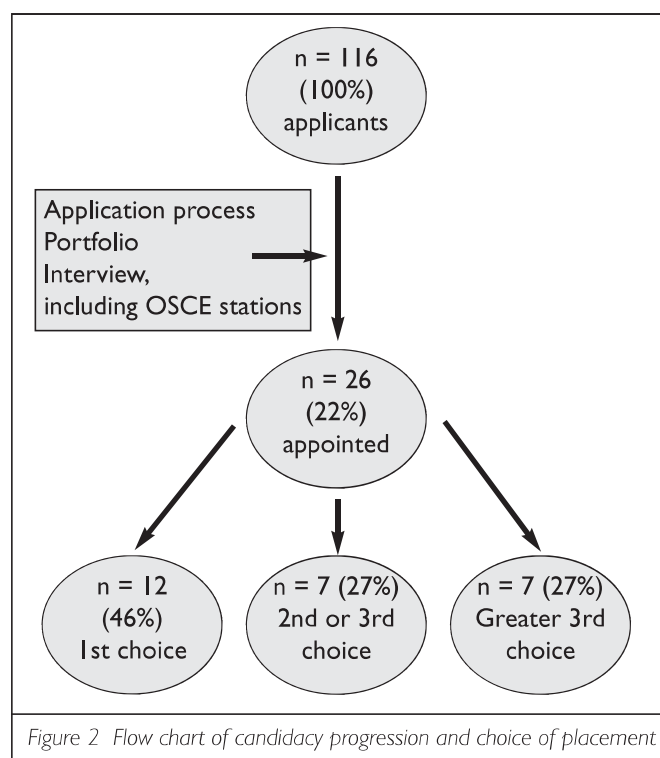 n = 116
(100%)
applicants
Application process
Portfolio
Interview,
including OSCE stations
n = 26
(22%)
appointed
n = 12
(46%)
1st choice
n = 7 (27%)
2nd or 3rd
choice
n = 7 (27%)
Greater 3rd
choice
Figure 2 Flow chart of candidacy progression and choice of placement